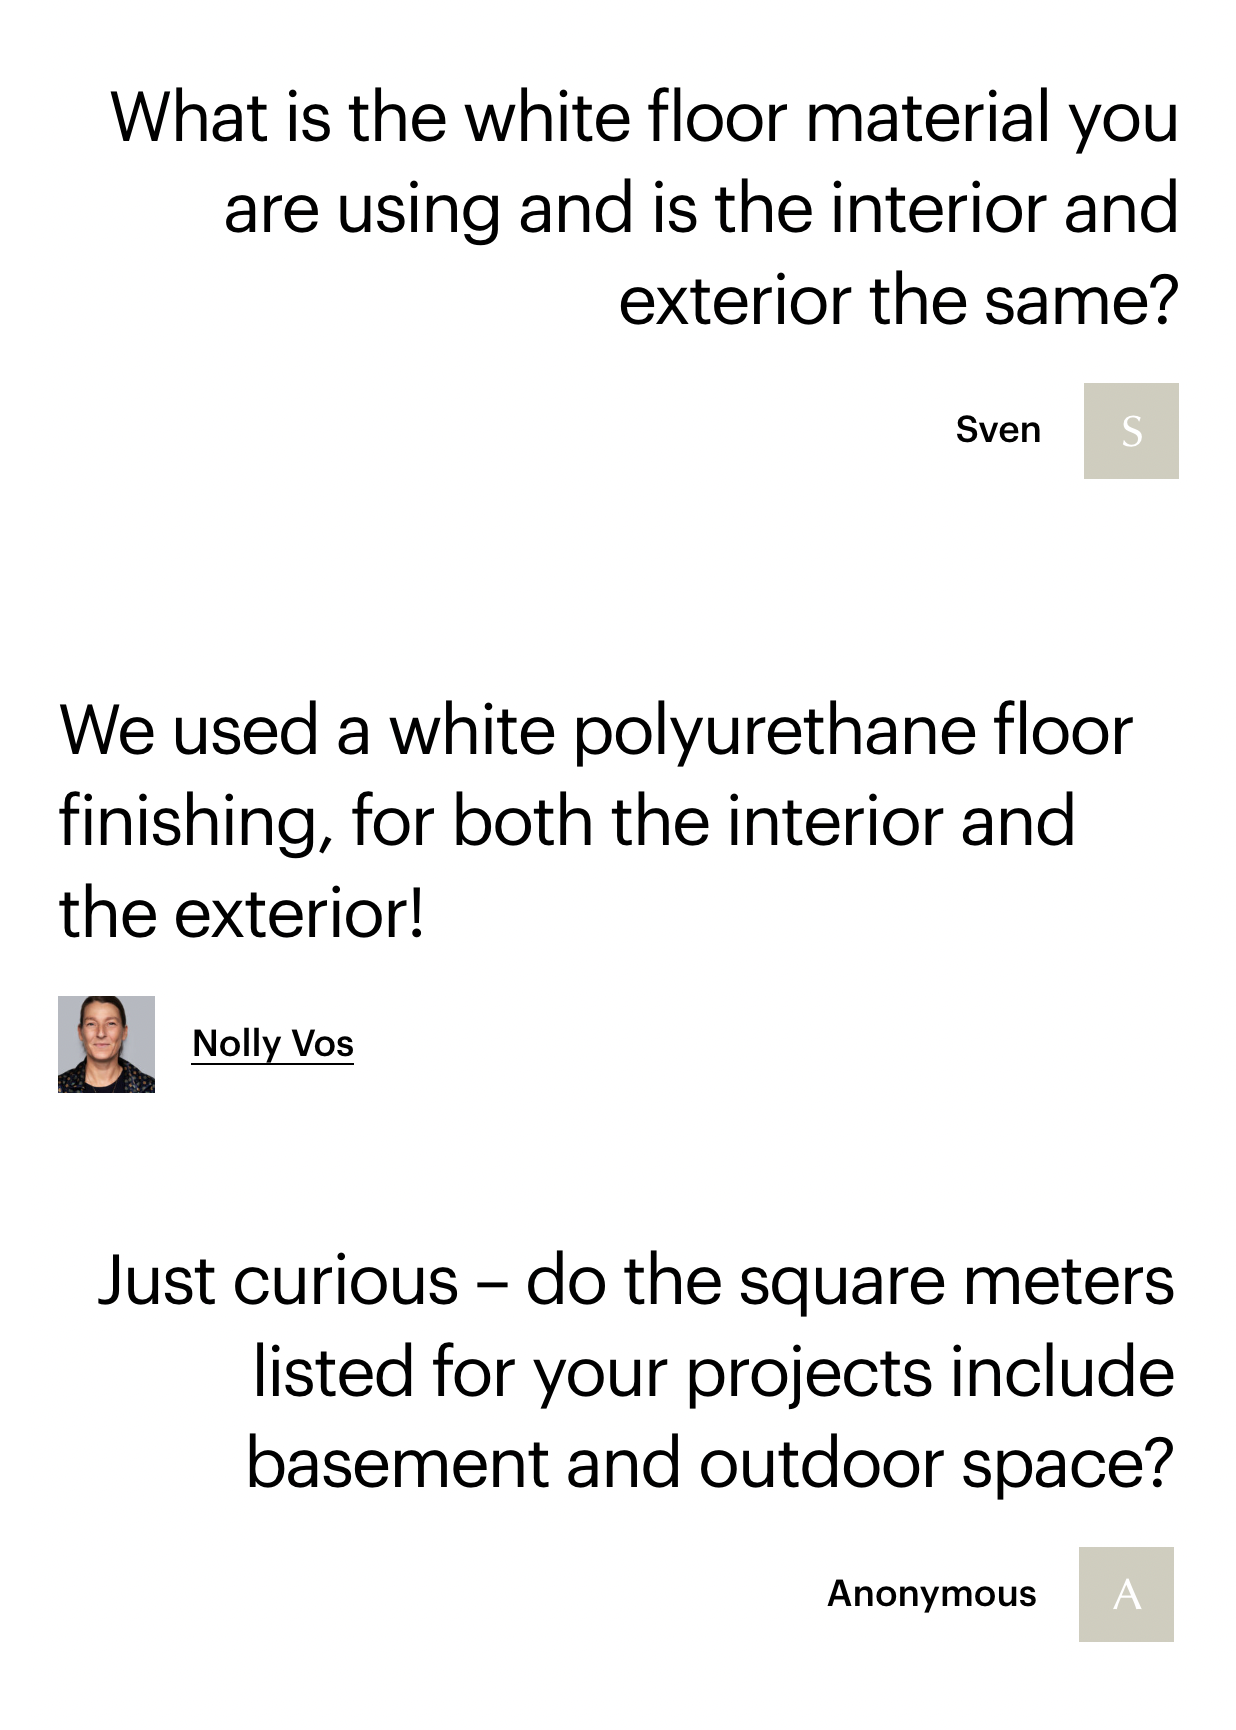 What is the white floor material you
are using and is the interior and
exterior the same?
Sven
S
We used a white polyurethane floor
finishing, for both the interior and
the exterior!
Nolly Vos
Just curious – do the square meters
listed for your projects include
basement and outdoor space?
Anonymous
A